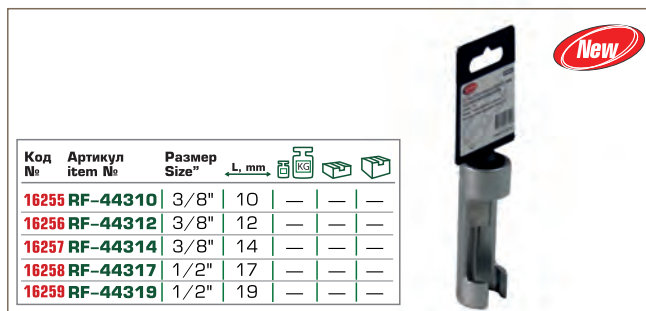 New
Код Артикул Размер L, mm KG
№ item № Size”
16255 RF-44310 3/8" 10 — — —
16256 RF-44312 3/8" 12 — — —
16257 RF-44314 3/8" 14 — — —
16258 RF-44317 1/2" 17 — — —
16259 RF-44319 1/2" 19 — — —